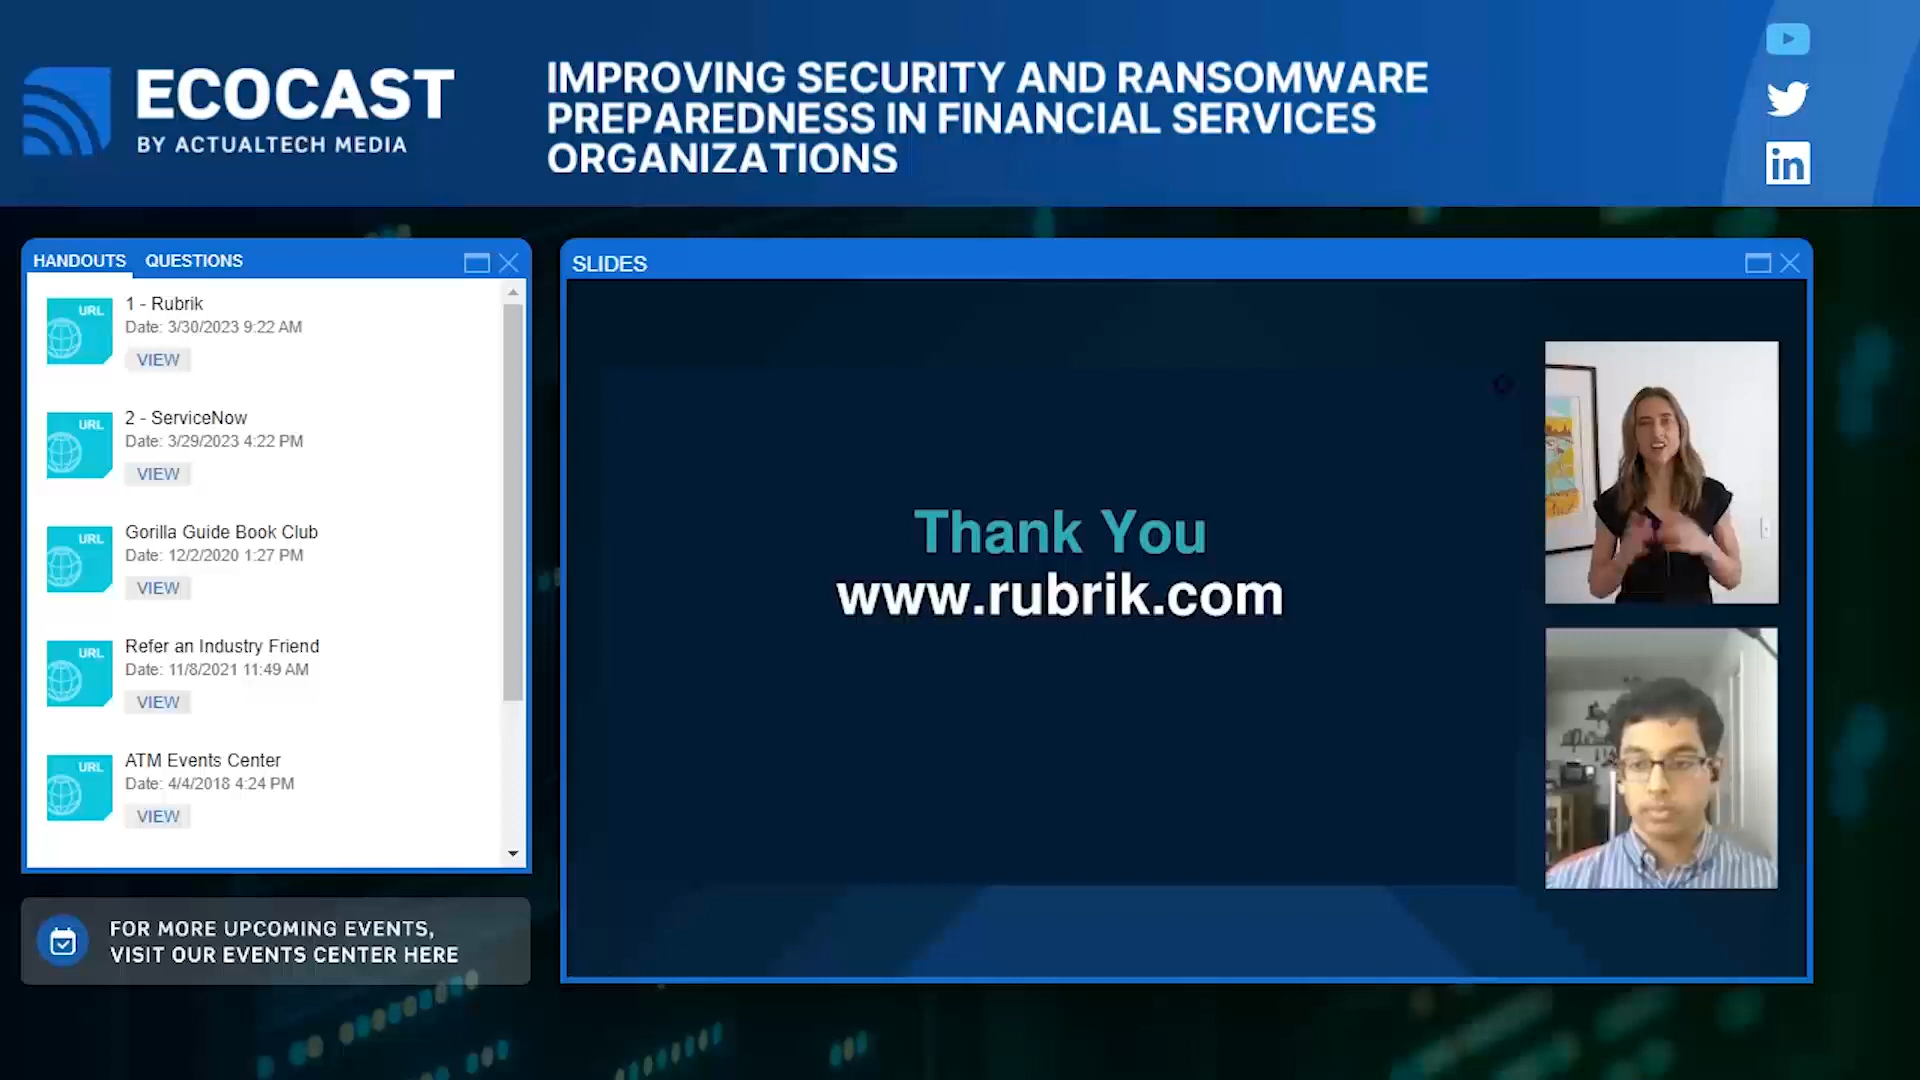 ECOCAST
BY ACTUALTECH MEDIA
IMPROVING SECURITY AND RANSOMWARE
PREPAREDNESS IN FINANCIAL SERVICES
ORGANIZATIONS
in
HANDOUTS QUESTIONS
URL
1 - Rubrik
Date: 3/30/2023 9:22 AM
VIEW
URL
2 - ServiceNow
Date: 3/29/2023 4:22 PM
VIEW
URL
Gorilla Guide Book Club
Date: 12/2/2020 1:27 PM
VIEW
URL
Refer an Industry Friend
Date: 11/8/2021 11:49 AM
VIEW
URL
ATM Events Center
Date: 4/4/2018 4:24 PM
VIEW
FOR MORE UPCOMING EVENTS,
VISIT OUR EVENTS CENTER HERE
SLIDES
Thank You
www.rubrik.com